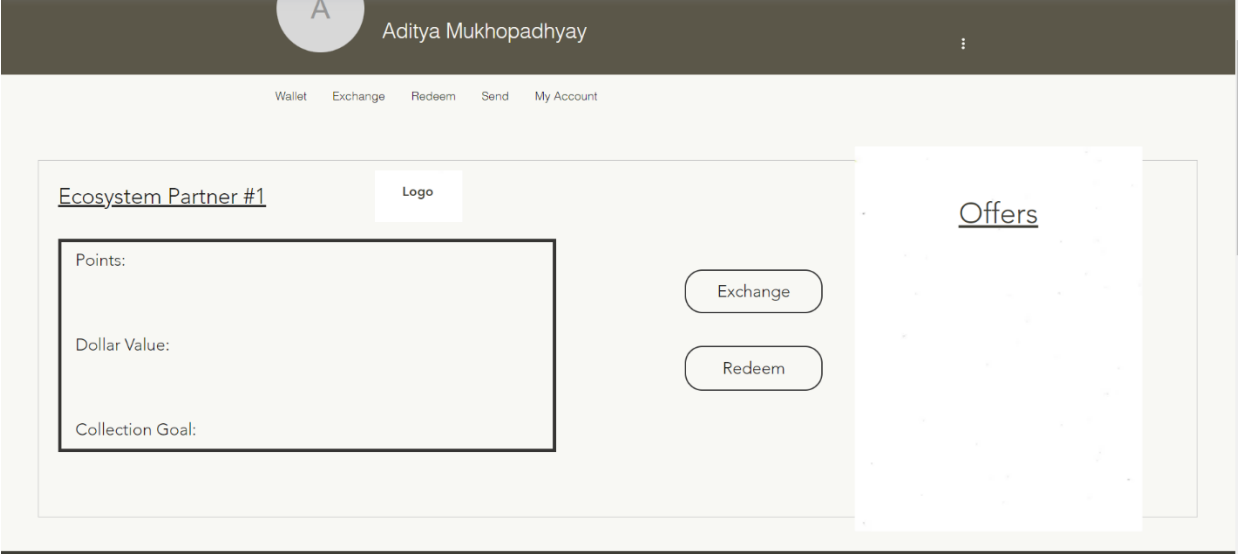 A
Aditya Mukhopadhyay
Wallet Exchange Redeem Send My Account
Ecosystem Partner #1
Logo
Points:
Dollar Value:
Collection Goal:
Exchange
Redeem
Offers